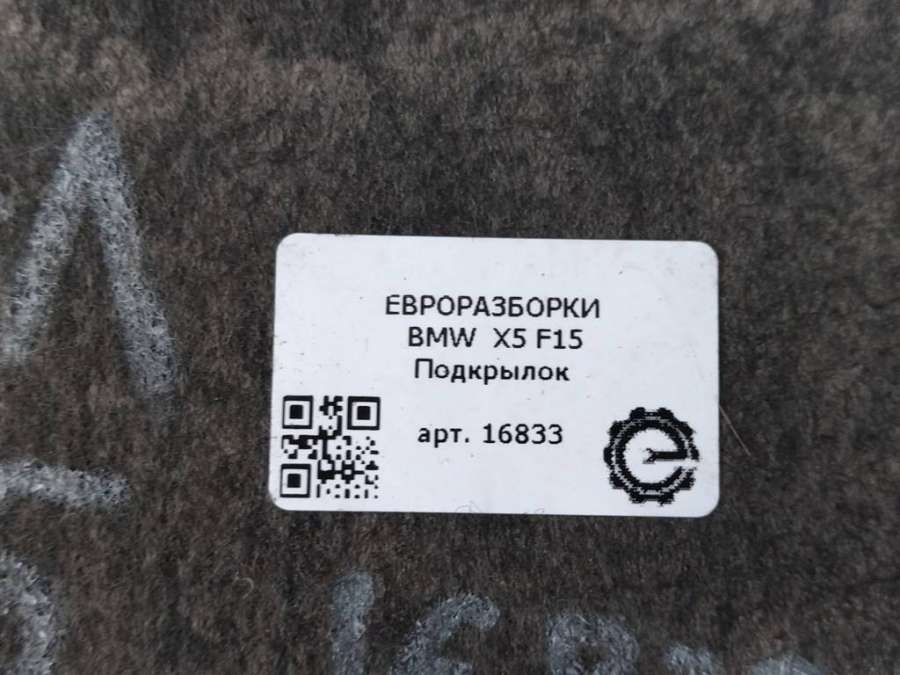 ЕВРОРАЗБОРКИ
BMW X5 F15
Подкрылок
арт. 16833